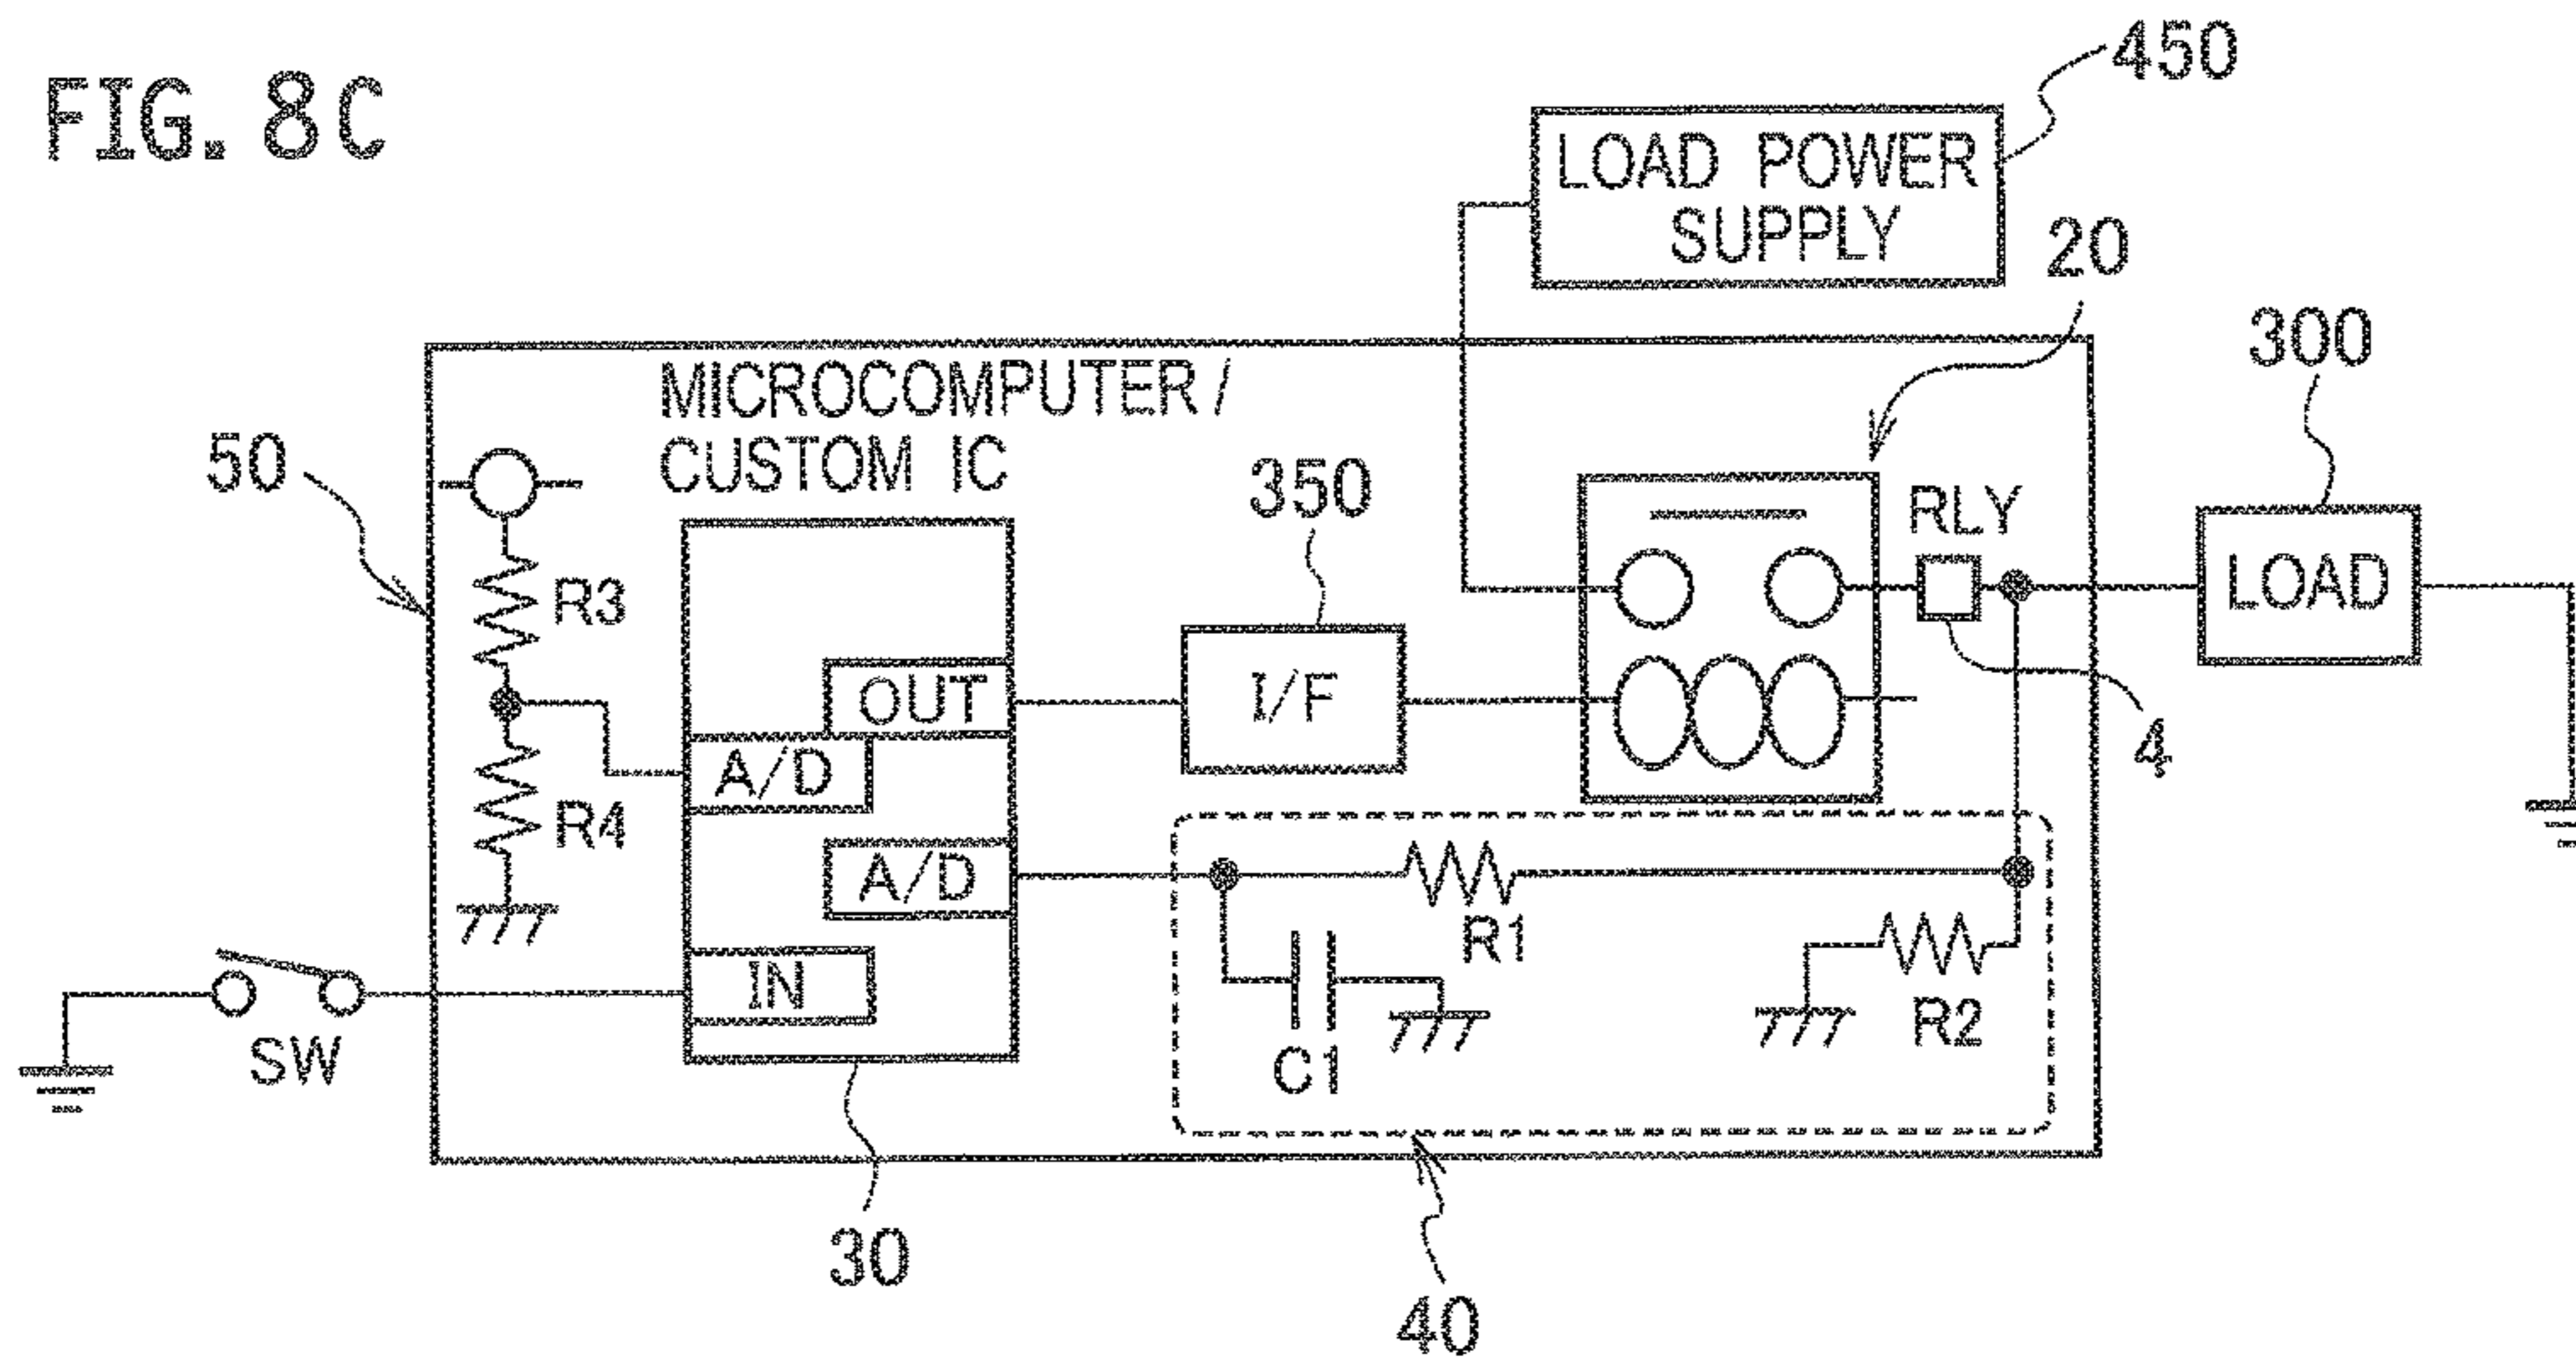 FIG. 8C
450
LOAD POWER
SUPPLY
20
300
MICROCOMPUTER /
CUSTOM IC
50
350
RLY
LOAD
R3
I/F
OUT
4
A/D
R4
A/D
R1
IN
R2
SW
C1
30
40